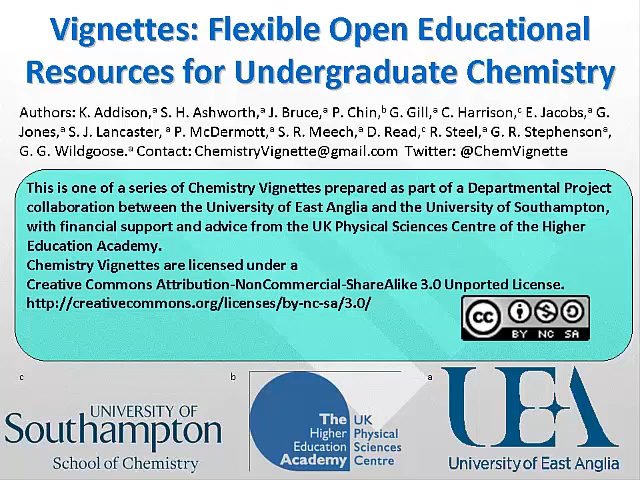 Vignettes: Flexible Open Educational
Resources for Undergraduate Chemistry
Authors: K. Addison,ᵃ S. H. Ashworth,ᵃ J. Bruce,ᵃ P. Chin,ᵇ G. Gill,ᵃ C. Harrison,ᶜ E. Jacobs,ᵃ G.
Jones,ᵃ S. J. Lancaster, ᵃ P. McDermott,ᵃ S. R. Meech,ᵃ D. Read,ᶜ R. Steel,ᵃ G. R. Stephensonᵃ,
G. G. Wildgoose.ᵃ Contact: ChemistryVignette@gmail.com Twitter: @ChemVignette
This is one of a series of Chemistry Vignettes prepared as part of a Departmental Project
collaboration between the University of East Anglia and the University of Southampton,
with financial support and advice from the UK Physical Sciences Centre of the Higher
Education Academy.
Chemistry Vignettes are licensed under a
Creative Commons Attribution-NonCommercial-ShareAlike 3.0 Unported License.
http://creativecommons.org/licenses/by-nc-sa/3.0/
cc
BY NC SA
c
UNIVERSITY OF
Southampton
School of Chemistry
b
The
Higher
Education
Academy
UK
Physical
Sciences
Centre
a
UEA
University of East Anglia